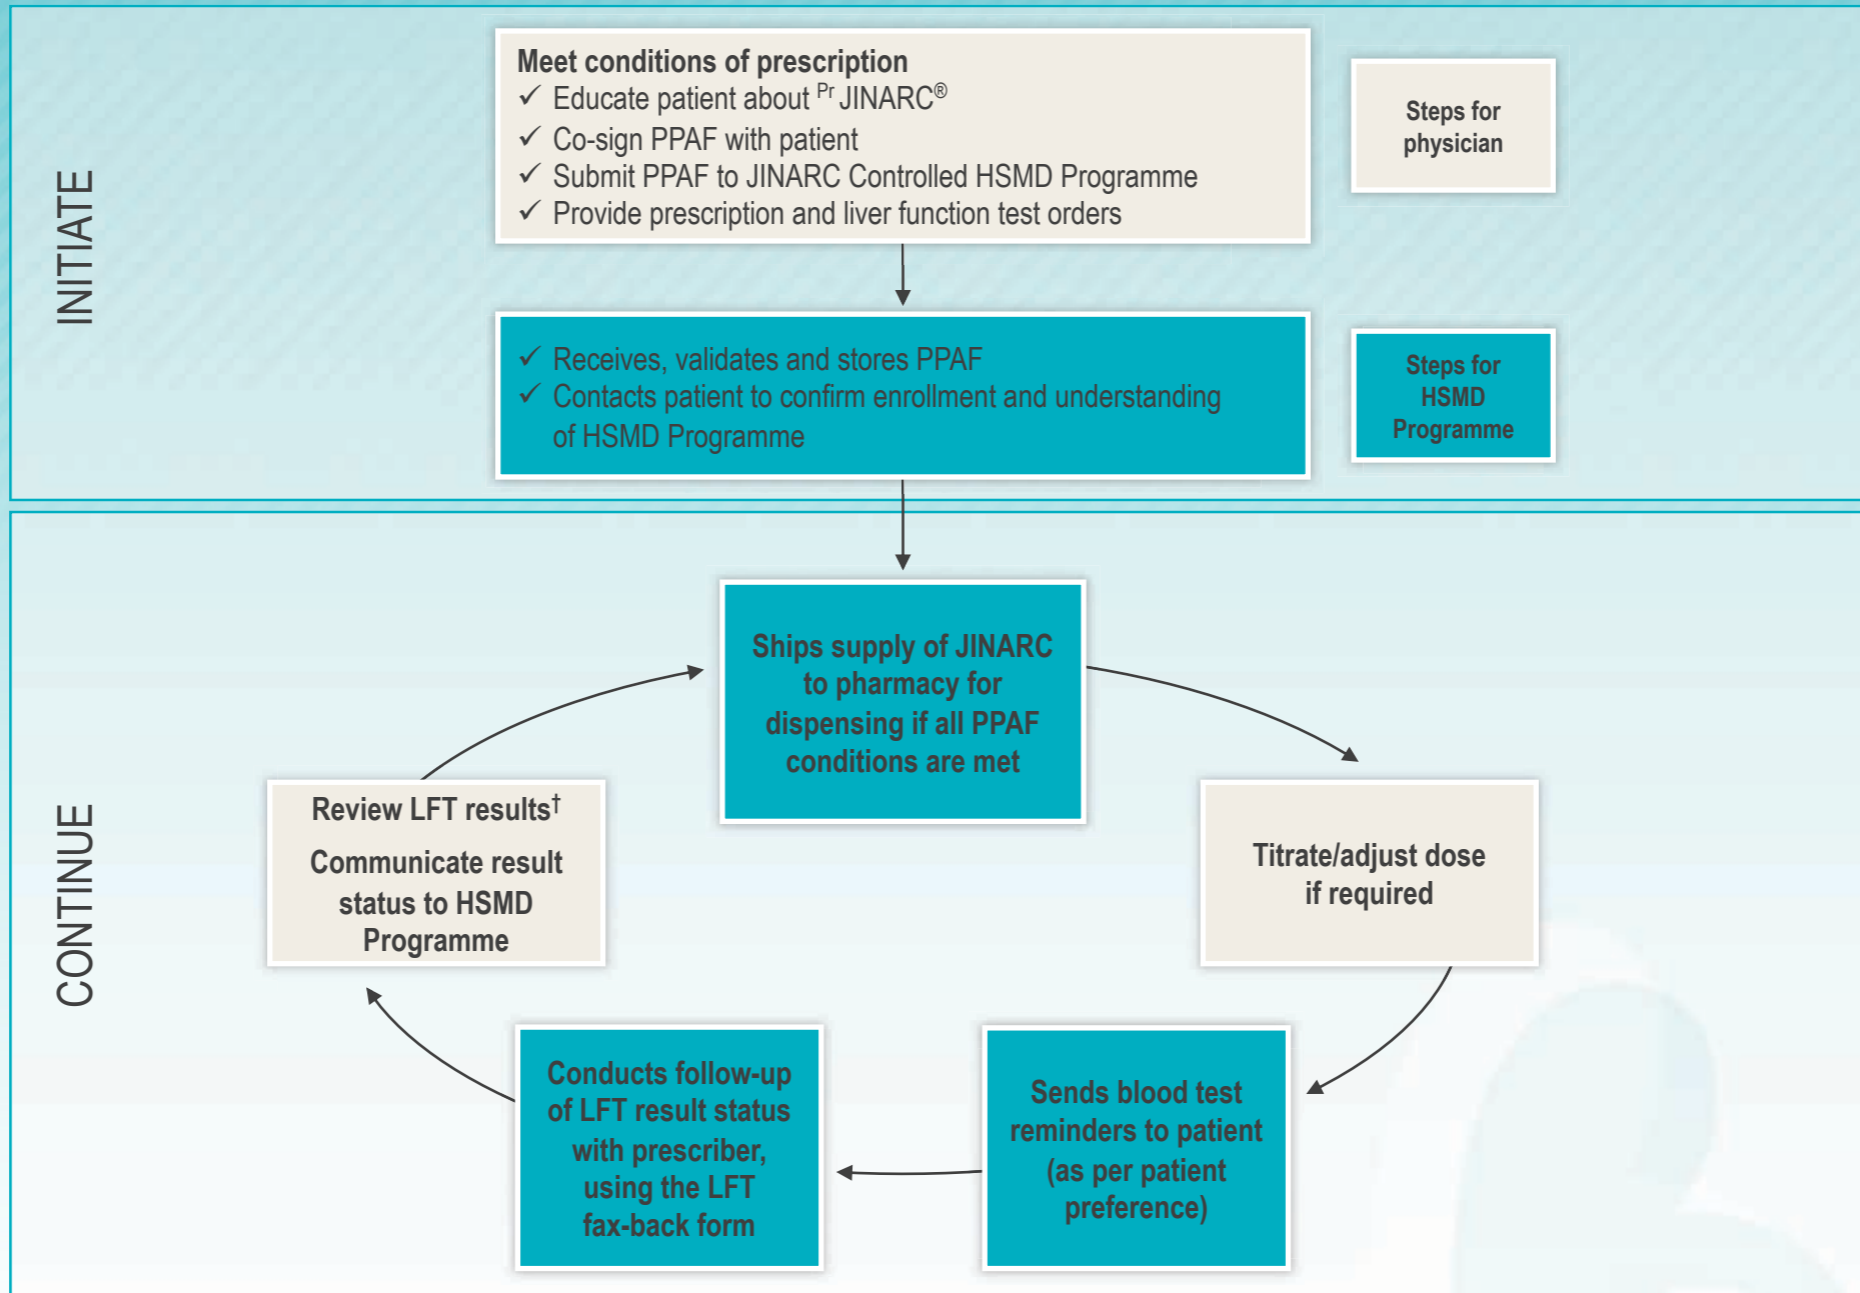 INITIATE
Meet conditions of prescription
✓ Educate patient about Pr JINARC®
✓ Co-sign PPAF with patient
✓ Submit PPAF to JINARC Controlled HSMD Programme
✓ Provide prescription and liver function test orders
Steps for
physician
✓ Receives, validates and stores PPAF
✓ Contacts patient to confirm enrollment and understanding
of HSMD Programme
Steps for
HSMD
Programme
CONTINUE
Ships supply of JINARC
to pharmacy for
dispensing if all PPAF
conditions are met
Titrate/adjust dose
if required
Sends blood test
reminders to patient
(as per patient
preference)
Conducts follow-up
of LFT result status
with prescriber,
using the LFT
fax-back form
Review LFT results†
Communicate result
status to HSMD
Programme